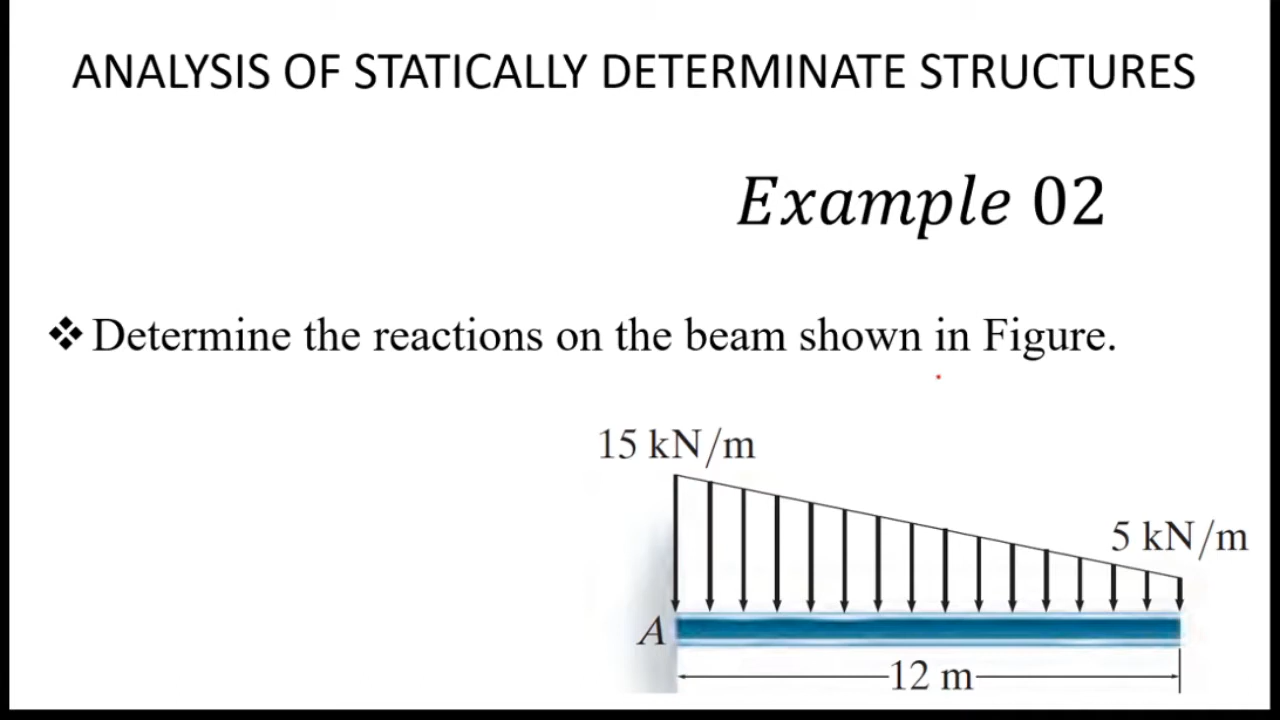 ANALYSIS OF STATICALLY DETERMINATE STRUCTURES
Example 02
❖ Determine the reactions on the beam shown in Figure.
15 kN/m
5 kN/m
A
12 m